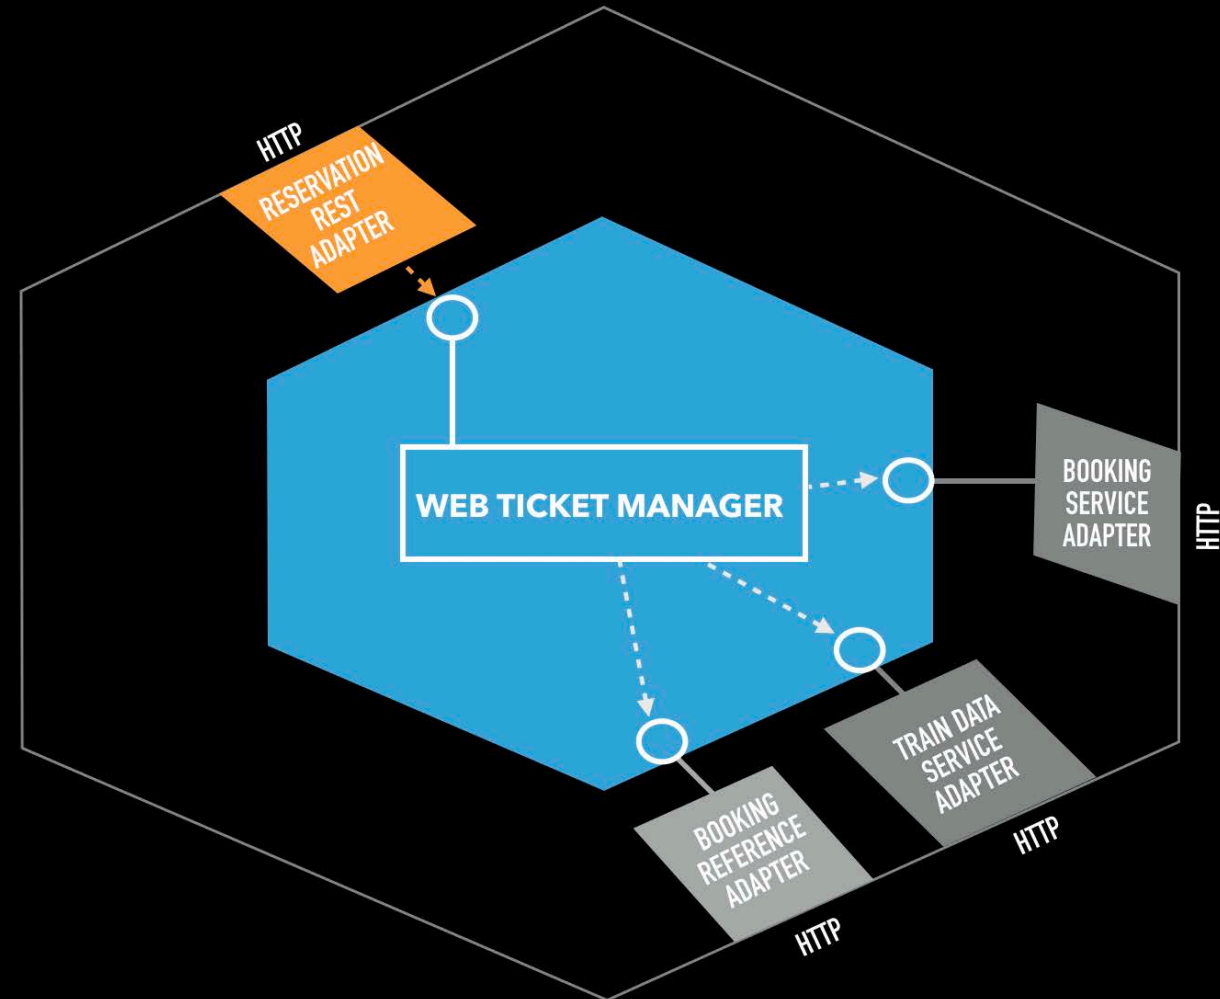 HTTP
RESERVATION
REST
ADAPTER
WEB TICKET MANAGER
BOOKING
SERVICE
ADAPTER
HTTP
TRAIN DATA
SERVICE
ADAPTER
HTTP
BOOKING
REFERENCE
ADAPTER
HTTP